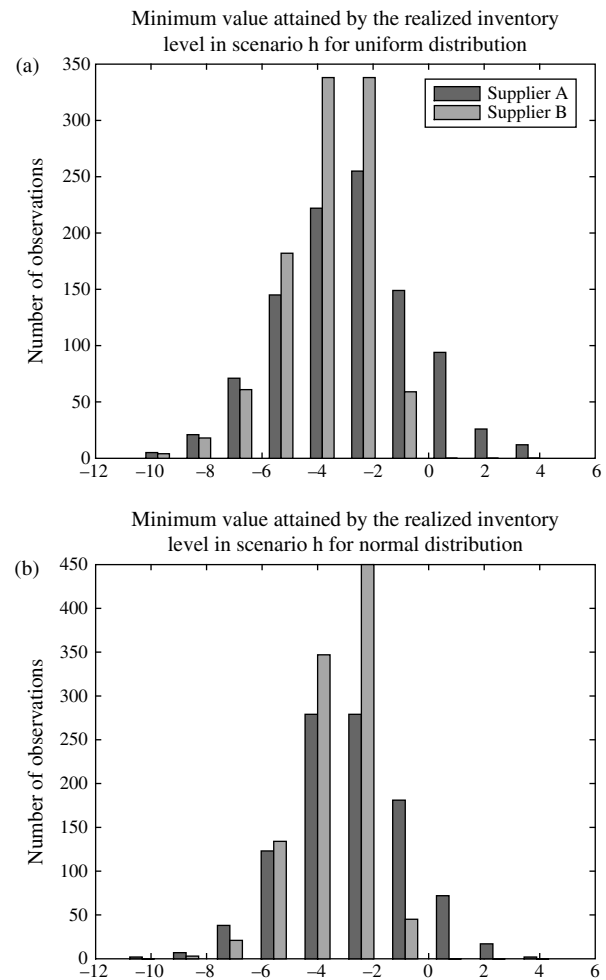 Minimum value attained by the realized inventory
level in scenario h for uniform distribution
(a)
350
300
250
200
150
100
50
0
Number of observations
Supplier A
Supplier B
−12 −10 −8 −6 −4 −2 0 2 4 6
Minimum value attained by the realized inventory
level in scenario h for normal distribution
(b)
450
400
350
300
250
200
150
100
50
0
Number of observations
−12 −10 −8 −6 −4 −2 0 2 4 6